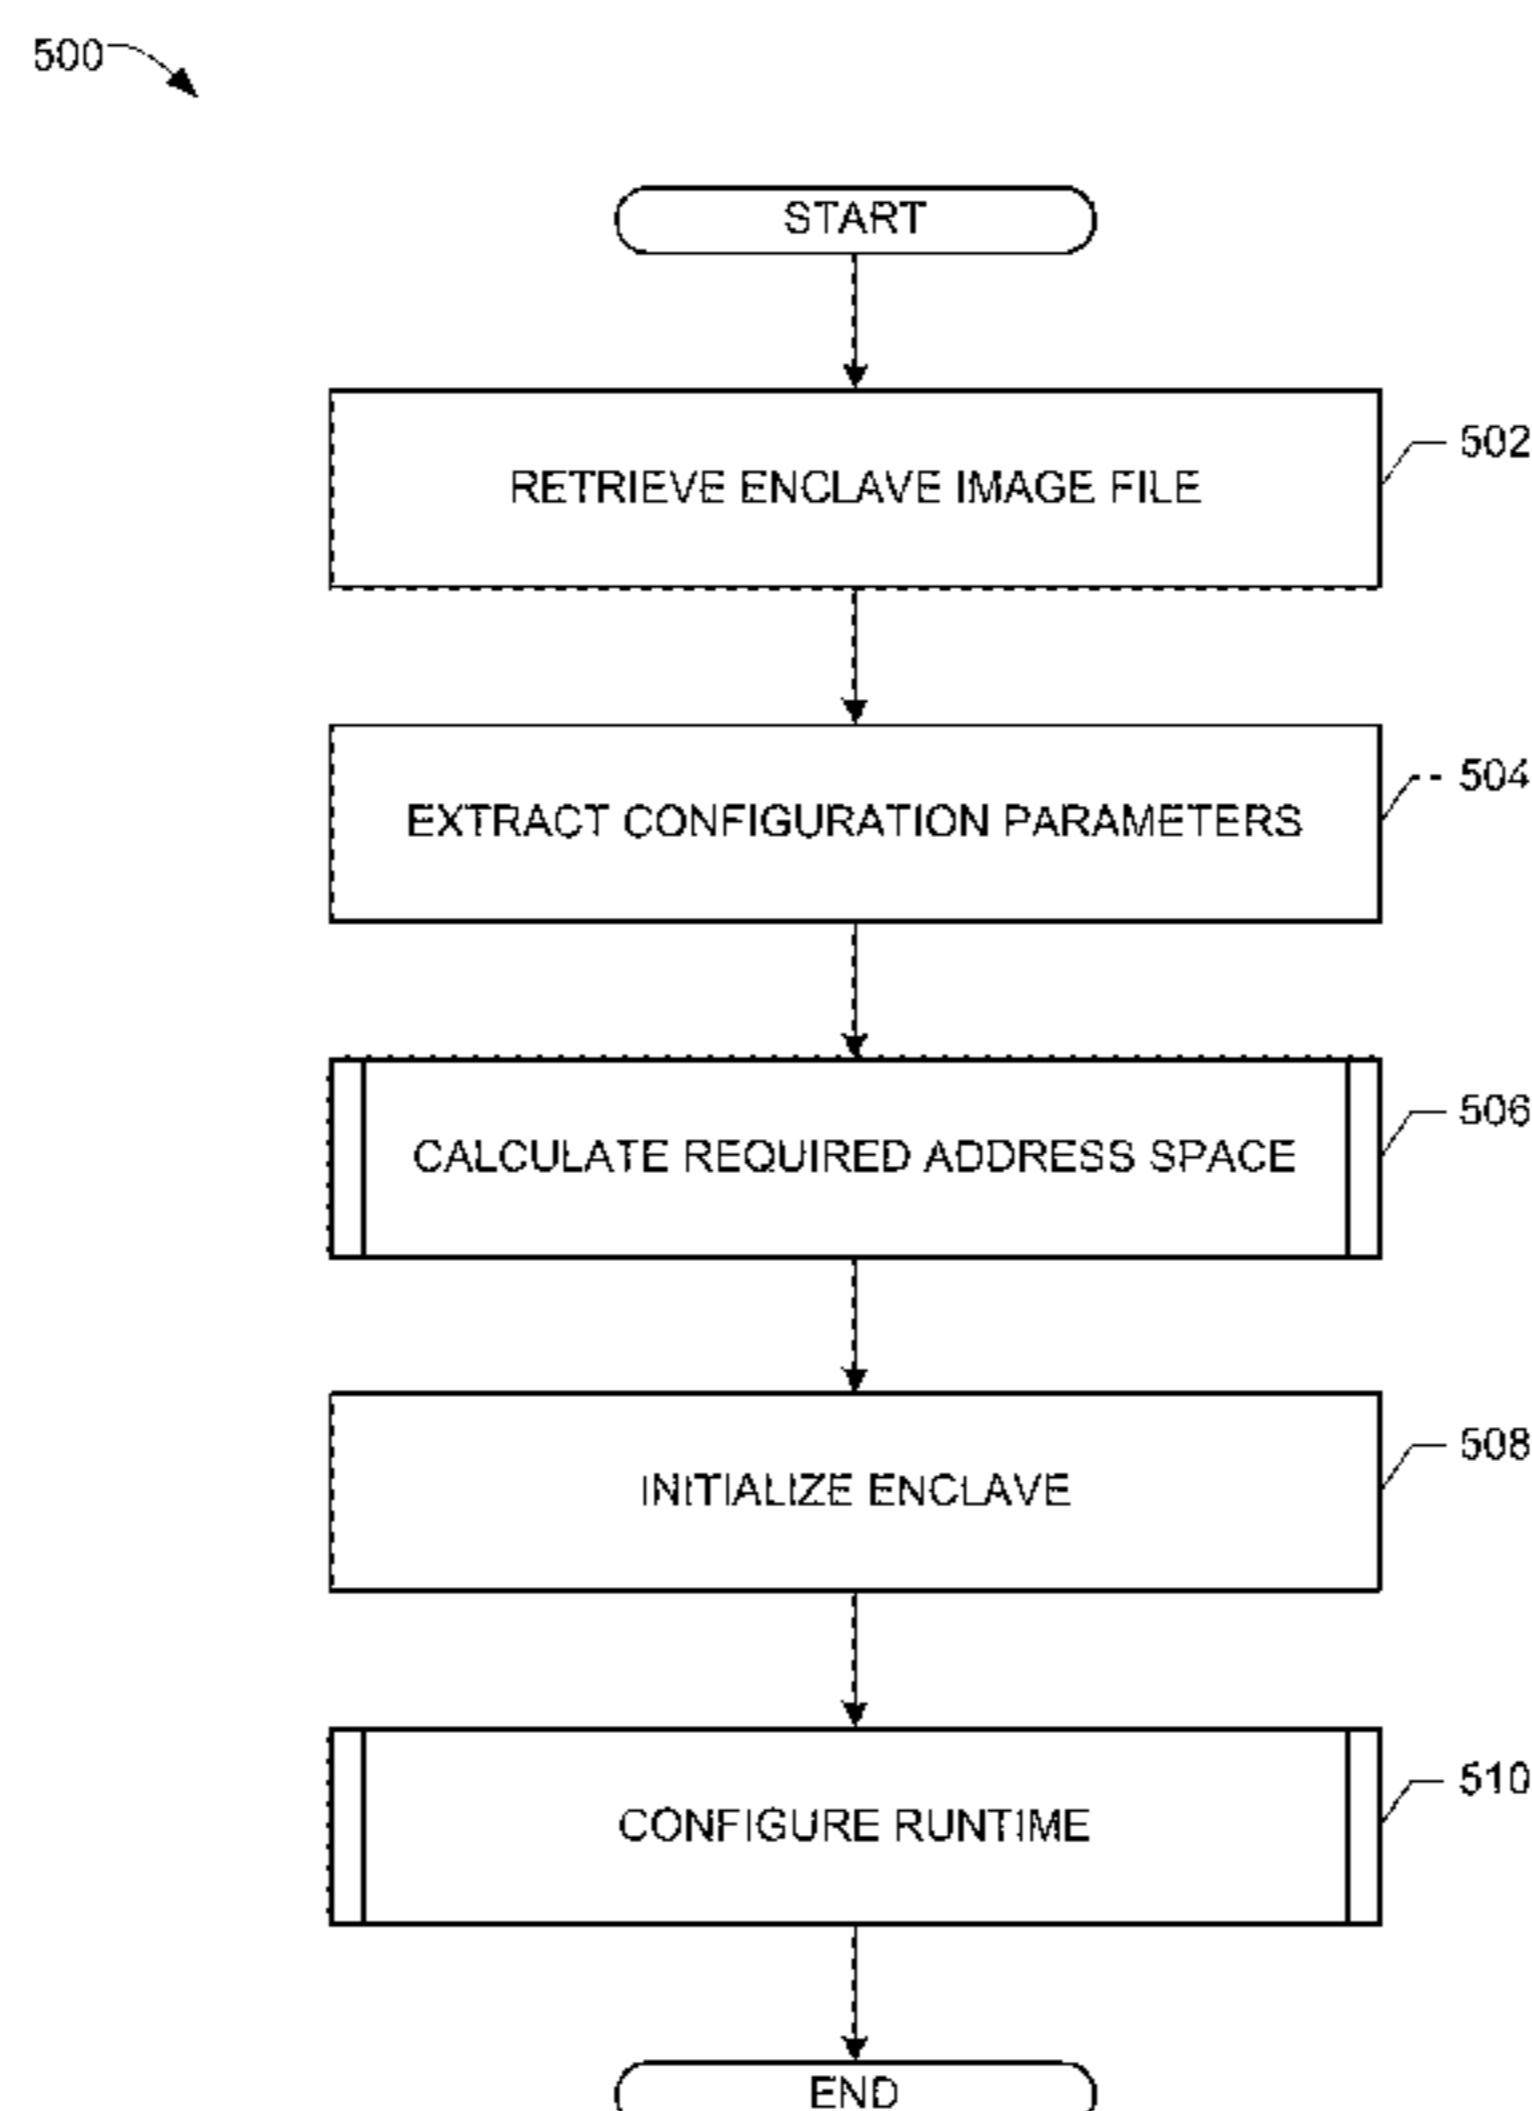 500
START
RETRIEVE ENCLAVE IMAGE FILE
502
EXTRACT CONFIGURATION PARAMETERS
504
CALCULATE REQUIRED ADDRESS SPACE
506
INITIALIZE ENCLAVE
508
CONFIGURE RUNTIME
510
END